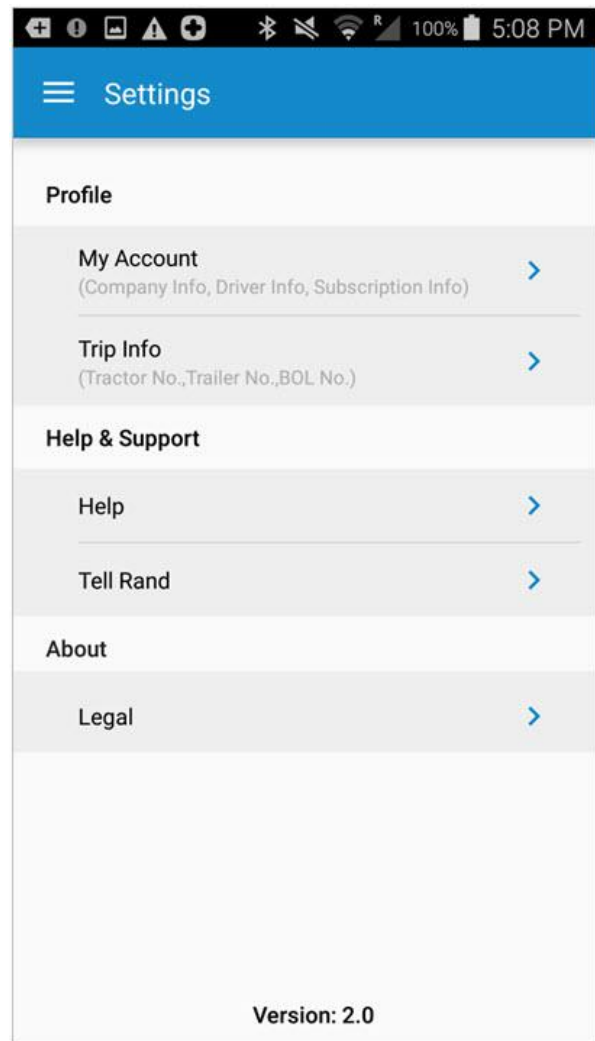 R 100% 5:08 PM
Settings
Profile
My Account
(Company Info, Driver Info, Subscription Info)
Trip Info
(Tractor No.,Trailer No.,BOL No.)
Help & Support
Help
Tell Rand
About
Legal
Version: 2.0